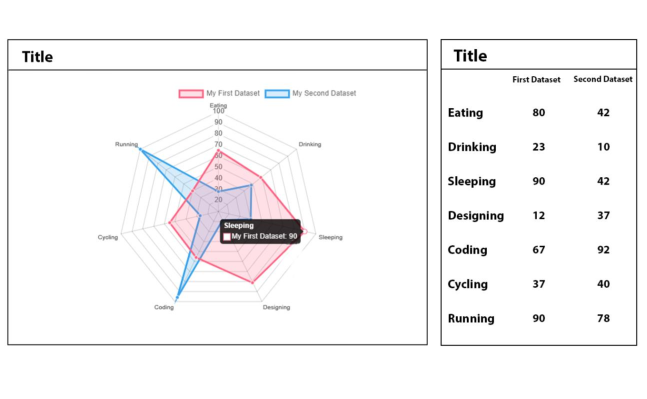 Title
My First Dataset My Second Dataset
Eating
100
90
80
70
60
50
40
30
20
Running
Drinking
Cycling
Sleeping
My First Dataset: 90
Sleeping
Coding
Designing
Title
First Dataset Second Dataset
Eating 80 42
Drinking 23 10
Sleeping 90 42
Designing 12 37
Coding 67 92
Cycling 37 40
Running 90 78